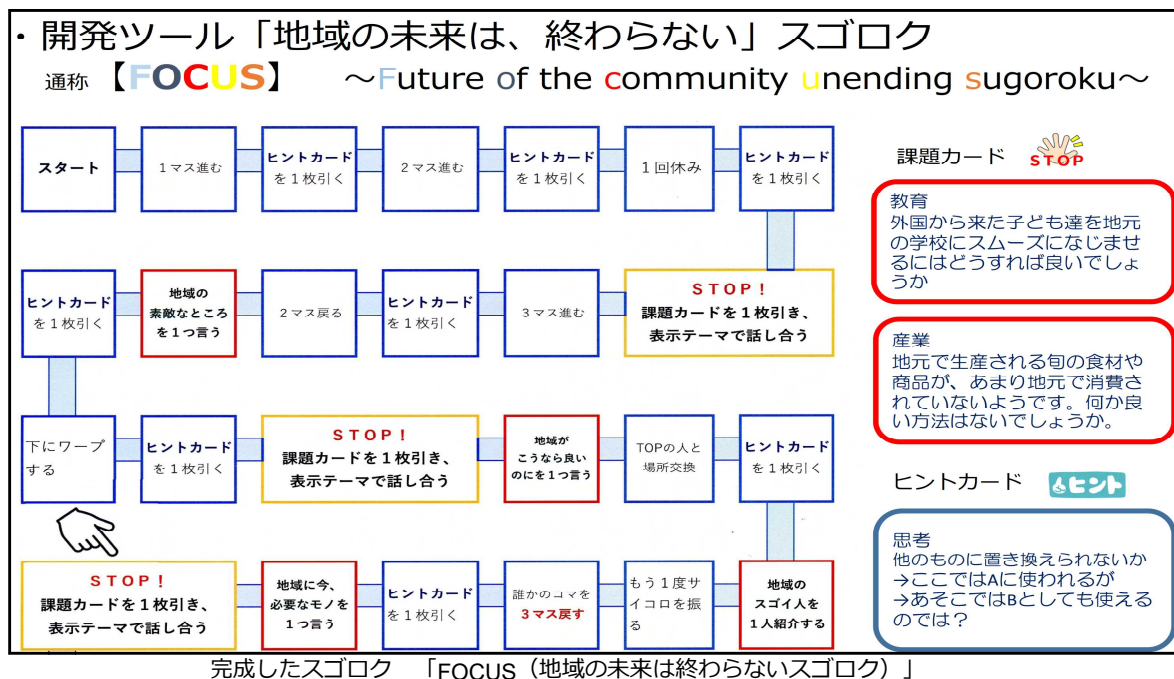 ・開発ツール「地域の未来は、終わらない」スゴロク
通称【FOCUS】 ～Future of the community unending sugoroku～
スタート
1マス進む
ヒントカード
を1枚引く
2マス進む
ヒントカード
を1枚引く
1回休み
ヒントカード
を1枚引く
STOP！
課題カードを1枚引き、
表示テーマで話し合う
3マス進む
ヒントカード
を1枚引く
2マス戻る
地域の
素敵なところ
を1つ言う
ヒントカード
を1枚引く
下にワープ
する
ヒントカード
を1枚引く
STOP！
課題カードを1枚引き、
表示テーマで話し合う
地域が
こうなら良い
のにを1つ言う
TOPの人と
場所交換
ヒントカード
を1枚引く
地域の
スゴイ人を
1人紹介する
もう1度サ
イコロを振
る
誰かのコマを
3マス戻す
ヒントカード
を1枚引く
地域に今、
必要なモノを
1つ言う
STOP！
課題カードを1枚引き、
表示テーマで話し合う
課題カード STOP
教育
外国から来た子ども達を地元
の学校にスムーズになじませ
るにはどうすれば良いでしょ
うか
産業
地元で生産される旬の食材や
商品が、あまり地元で消費さ
れていないようです。何か良
い方法はないでしょうか。
ヒントカード ヒント
思考
他のものに置き換えられないか
→ここではAに使われるが
→あそこではBとしても使える
のでは？
完成したスゴロク 「FOCUS（地域の未来は終わらないスゴロク）」